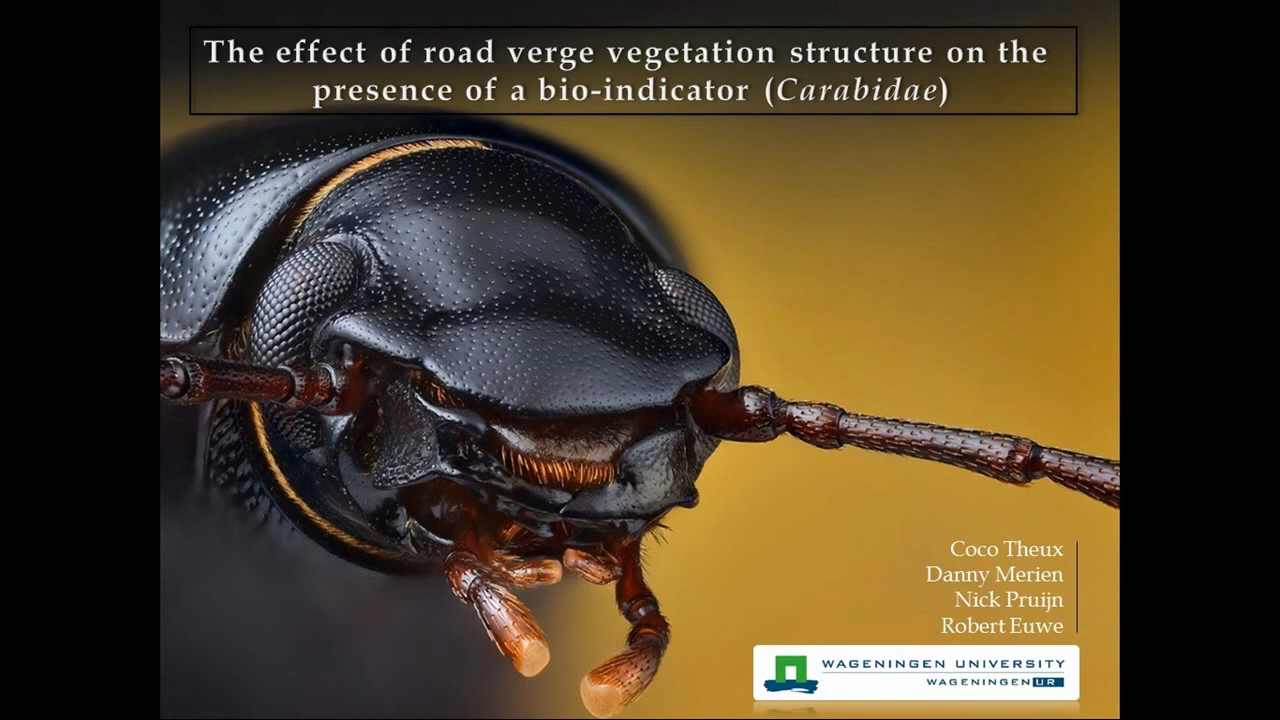 The effect of road verge vegetation structure on the
presence of a bio-indicator (Carabidae)
Coco Theux
Danny Merien
Nick Pruijn
Robert Euwe
WAGENINGEN UNIVERSITY
WAGENINGEN UR